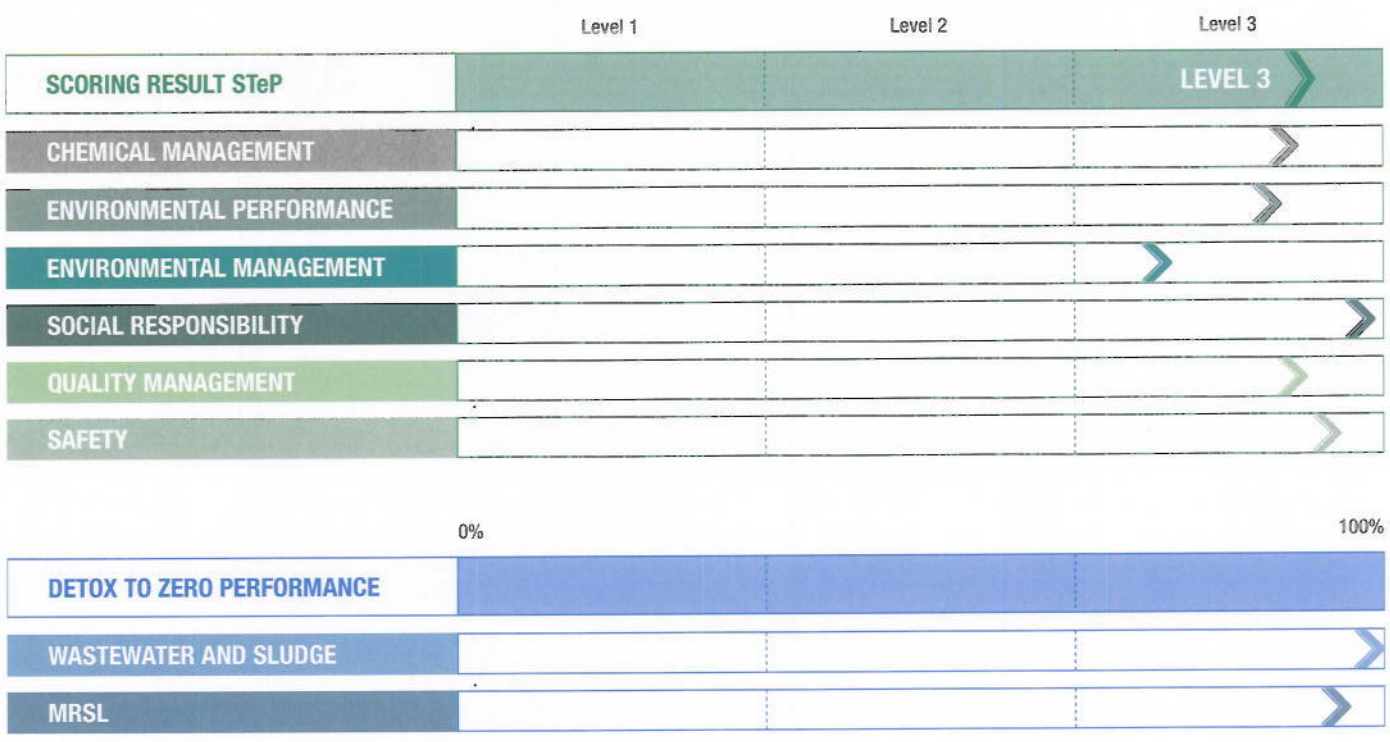 Level 1 Level 2 Level 3
SCORING RESULT STeP LEVEL 3
CHEMICAL MANAGEMENT
ENVIRONMENTAL PERFORMANCE
ENVIRONMENTAL MANAGEMENT
SOCIAL RESPONSIBILITY
QUALITY MANAGEMENT
SAFETY
0% 100%
DETOX TO ZERO PERFORMANCE
WASTEWATER AND SLUDGE
MRSL